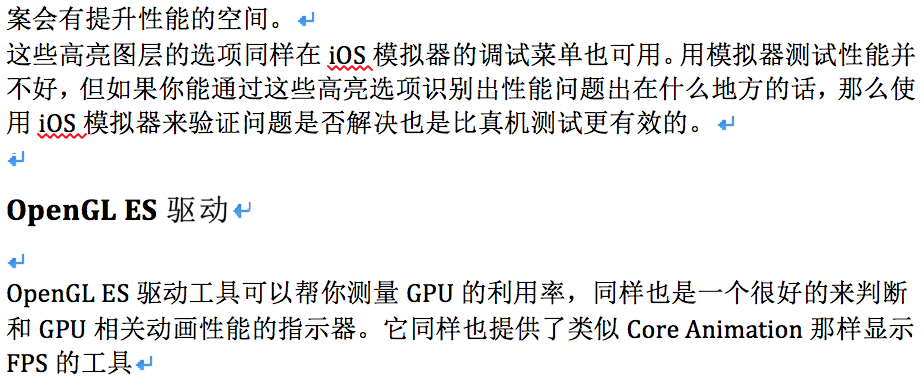 案会有提升性能的空间。
这些高亮图层的选项同样在 iOS 模拟器的调试菜单也可用。用模拟器测试性能并
不好，但如果你能通过这些高亮选项识别出性能问题出在什么地方的话，那么使
用 iOS 模拟器来验证问题是否解决也是比真机测试更有效的。
OpenGL ES 驱动
OpenGL ES 驱动工具可以帮你测量 GPU 的利用率，同样也是一个很好的来判断
和 GPU 相关动画性能的指示器。它同样也提供了类似 Core Animation 那样显示
FPS 的工具